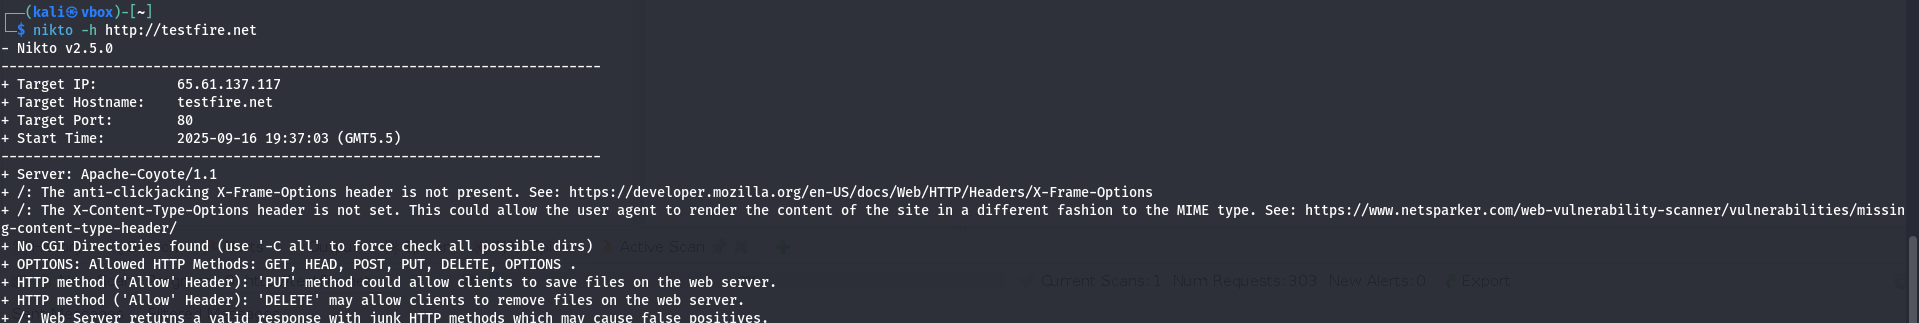 ┌──(kali㉿vbox)-[~]
└─$ nikto -h http://testfire.net
- Nikto v2.5.0
---------------------------------------------------------------------------
+ Target IP:          65.61.137.117
+ Target Hostname:    testfire.net
+ Target Port:        80
+ Start Time:         2025-09-16 19:37:03 (GMT5.5)
---------------------------------------------------------------------------
+ Server: Apache-Coyote/1.1
+ /: The anti-clickjacking X-Frame-Options header is not present. See: https://developer.mozilla.org/en-US/docs/Web/HTTP/Headers/X-Frame-Options
+ /: The X-Content-Type-Options header is not set. This could allow the user agent to render the content of the site in a different fashion to the MIME type. See: https://www.netsparker.com/web-vulnerability-scanner/vulnerabilities/missin
g-content-type-header/
+ No CGI Directories found (use '-C all' to force check all possible dirs)
Active Scan
+ OPTIONS: Allowed HTTP Methods: GET, HEAD, POST, PUT, DELETE, OPTIONS .
+ HTTP method ('Allow' Header): 'PUT' method could allow clients to save files on the web server.
Current Scans: 1 Num Requests: 303 New Alerts: 0 Export
+ HTTP method ('Allow' Header): 'DELETE' may allow clients to remove files on the web server.
+ /: Web Server returns a valid response with junk HTTP methods which may cause false positives.